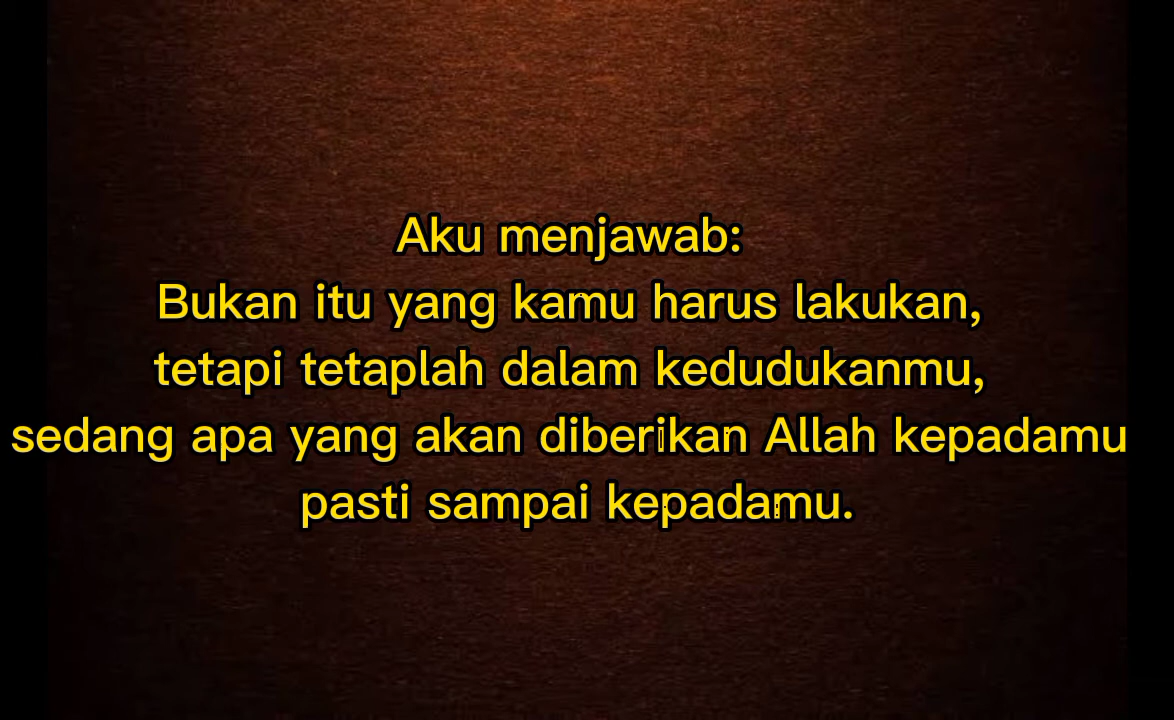 Aku menjawab:
Bukan itu yang kamu harus lakukan,
tetapi tetaplah dalam kedudukanmu,
sedang apa yang akan diberikan Allah kepadamu
pasti sampai kepadamu.